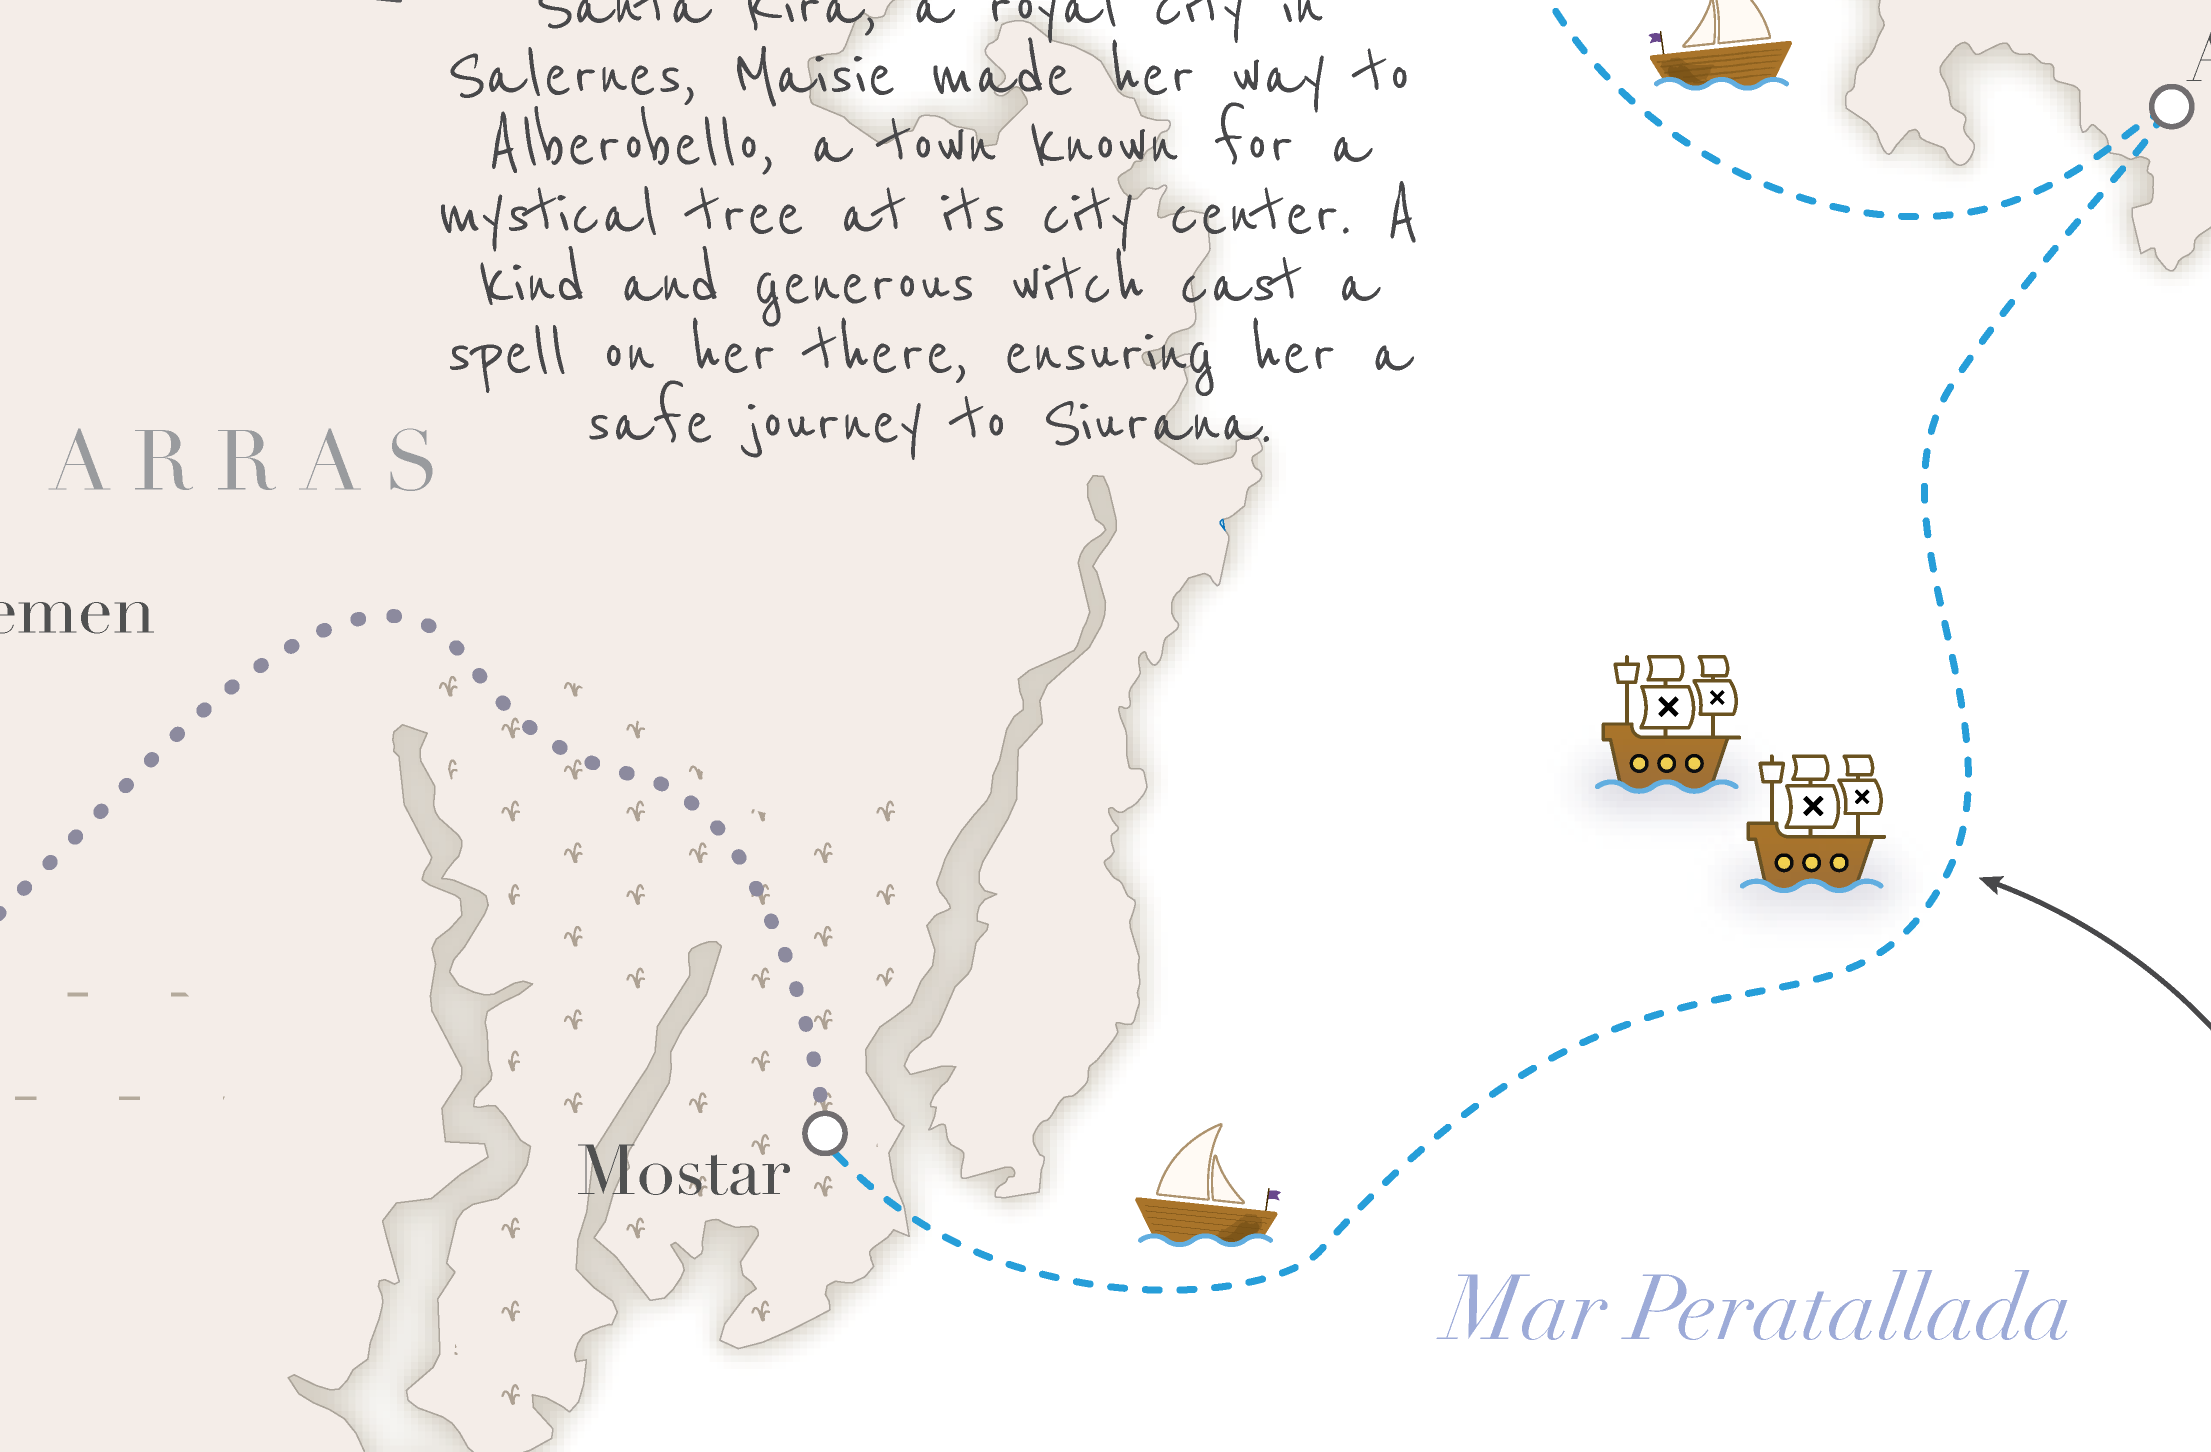 Santa Kira, a royal city in
Salernes, Maisie made her way to
Alberobello, a town known for a
mystical tree at its city center. A
kind and generous witch cast a
spell on her there, ensuring her a
safe journey to Siurana.
ARRAS
emen
Mostar
Mar Peratallada